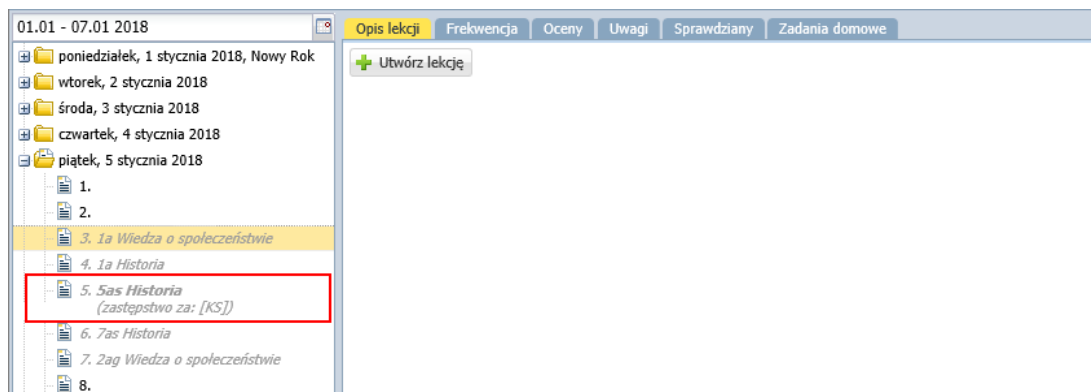 01.01 - 07.01 2018
poniedziałek, 1 stycznia 2018, Nowy Rok
wtorek, 2 stycznia 2018
środa, 3 stycznia 2018
czwartek, 4 stycznia 2018
piątek, 5 stycznia 2018
1.
2.
3. 1a Wiedza o społeczeństwie
4. 1a Historia
5. 5as Historia
(zastępstwo za: [KS])
6. 7as Historia
7. 2ag Wiedza o społeczeństwie
8.
Opis lekcji Frekwencja Oceny Uwagi Sprawdziany Zadania domowe
Utwórz lekcję